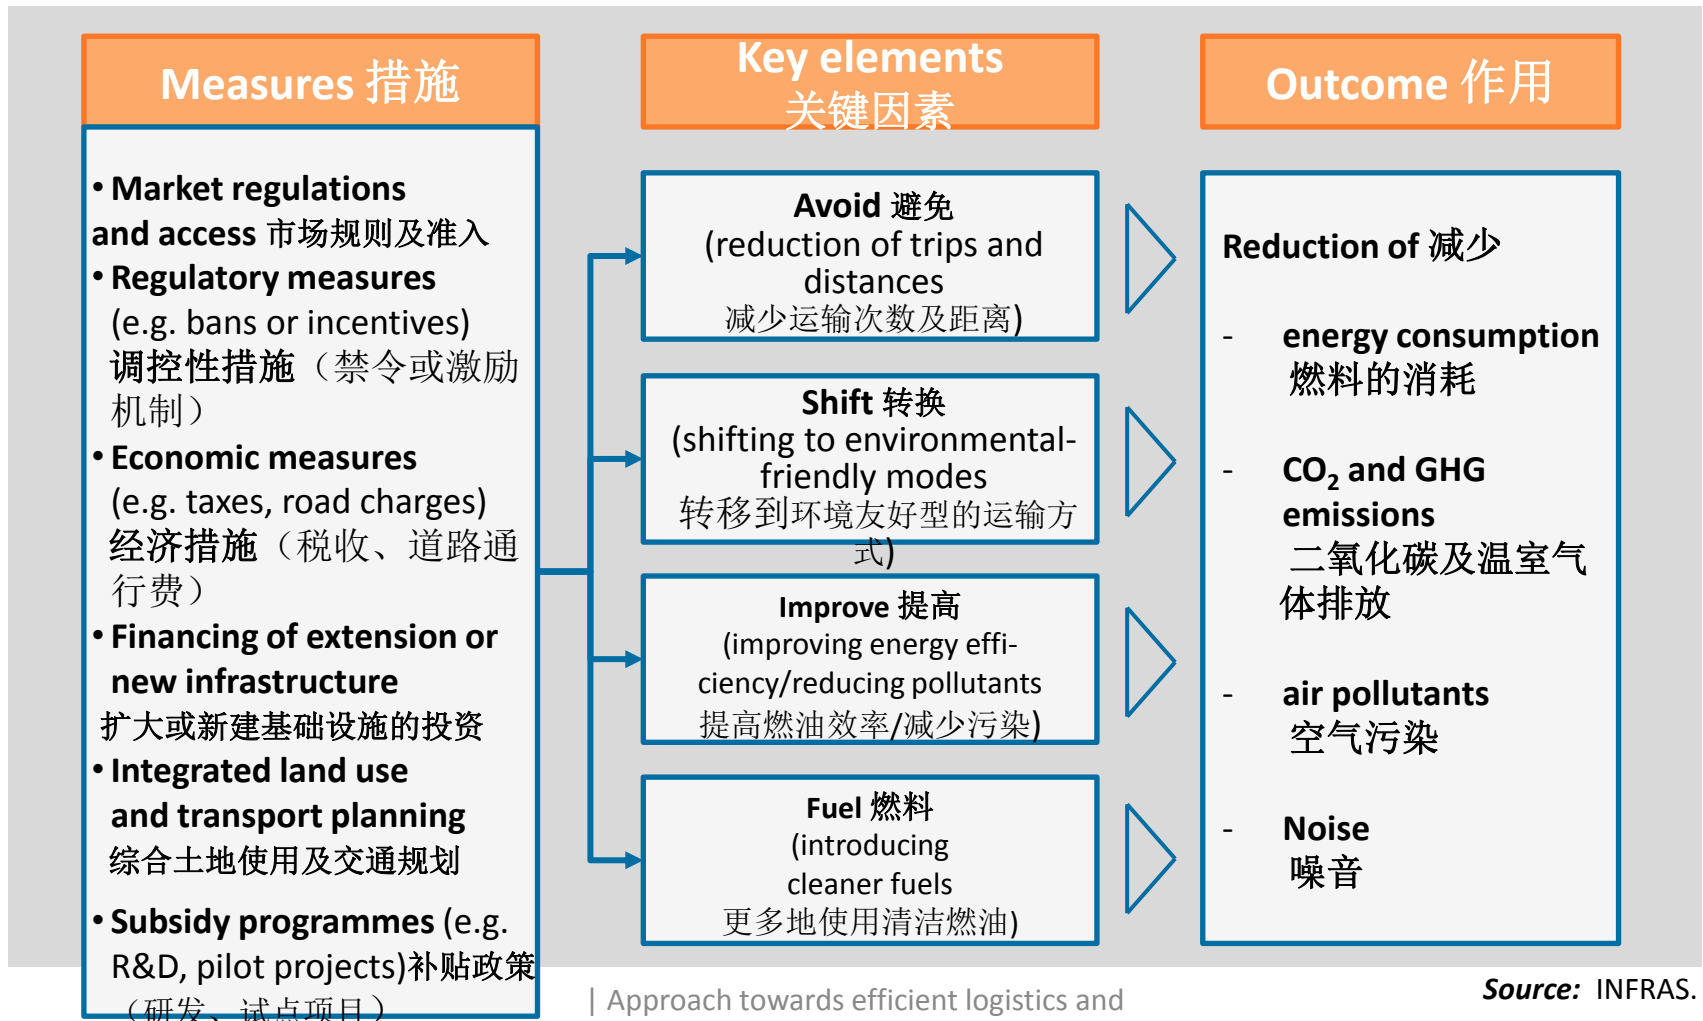 Measures 措施
• Market regulations
and access 市场规则及准入
• Regulatory measures
(e.g. bans or incentives)
调控性措施（禁令或激励
机制）
• Economic measures
(e.g. taxes, road charges)
经济措施（税收、道路通
行费）
• Financing of extension or
new infrastructure
扩大或新建基础设施的投资
• Integrated land use
and transport planning
综合土地使用及交通规划
• Subsidy programmes (e.g.
R&D, pilot projects)补贴政策
（研发、试点项目）
Key elements
关键因素
Avoid 避免
(reduction of trips and
distances
减少运输次数及距离)
Shift 转换
(shifting to environmental-
friendly modes
转移到环境友好型的运输方
式)
Improve 提高
(improving energy effi-
ciency/reducing pollutants
提高燃油效率/减少污染)
Fuel 燃料
(introducing
cleaner fuels
更多地使用清洁燃油)
Outcome 作用
Reduction of 减少
- energy consumption
燃料的消耗
- CO₂ and GHG
emissions
二氧化碳及温室气
体排放
- air pollutants
空气污染
- Noise
噪音
| Approach towards efficient logistics and
Source: INFRAS.